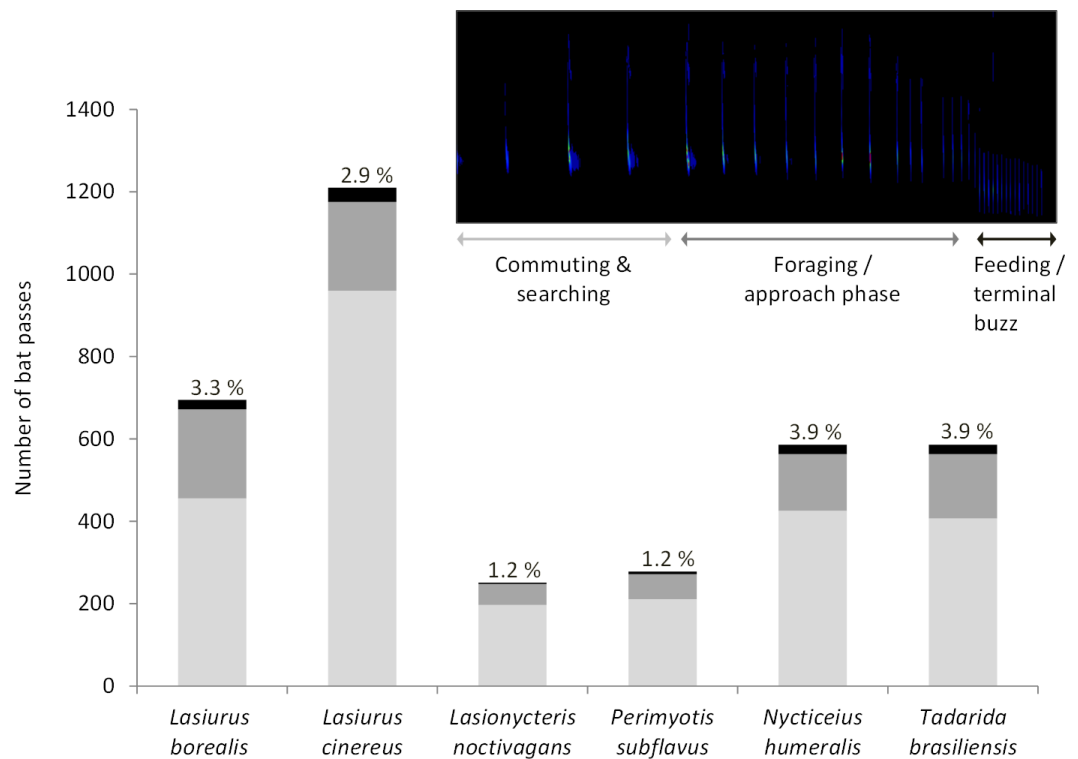 Commuting &
searching
Foraging /
approach phase
Feeding /
terminal
buzz
Number of bat passes
1400
1200
1000
800
600
400
200
0
3.3 %
2.9 %
1.2 %
1.2 %
3.9 %
3.9 %
Lasiurus
borealis
Lasiurus
cinereus
Lasionycteris
noctivagans
Perimyotis
subflavus
Nycticeius
humeralis
Tadarida
brasiliensis